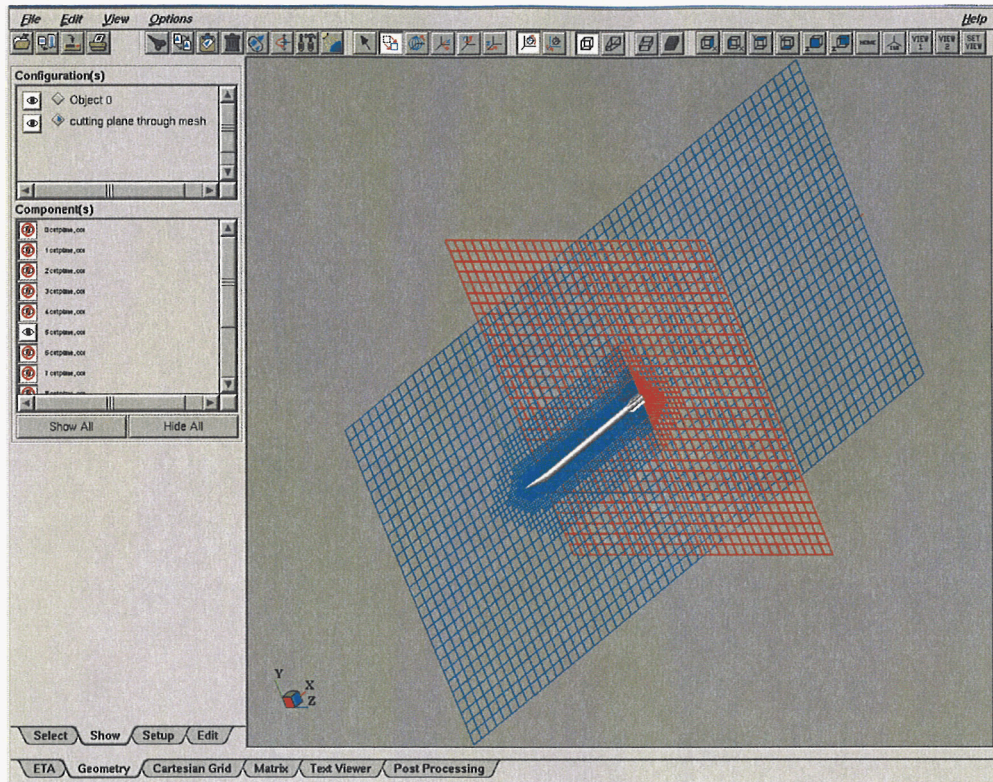 File Edit View Options Help
HOME
VIEW 1
VIEW 2
SET VIEW
Configuration(s)
Object 0
cutting plane through mesh
Component(s)
Show All Hide All
Y
X
Z
Select Show Setup Edit
ETA Geometry Cartesian Grid Matrix Text Viewer Post Processing